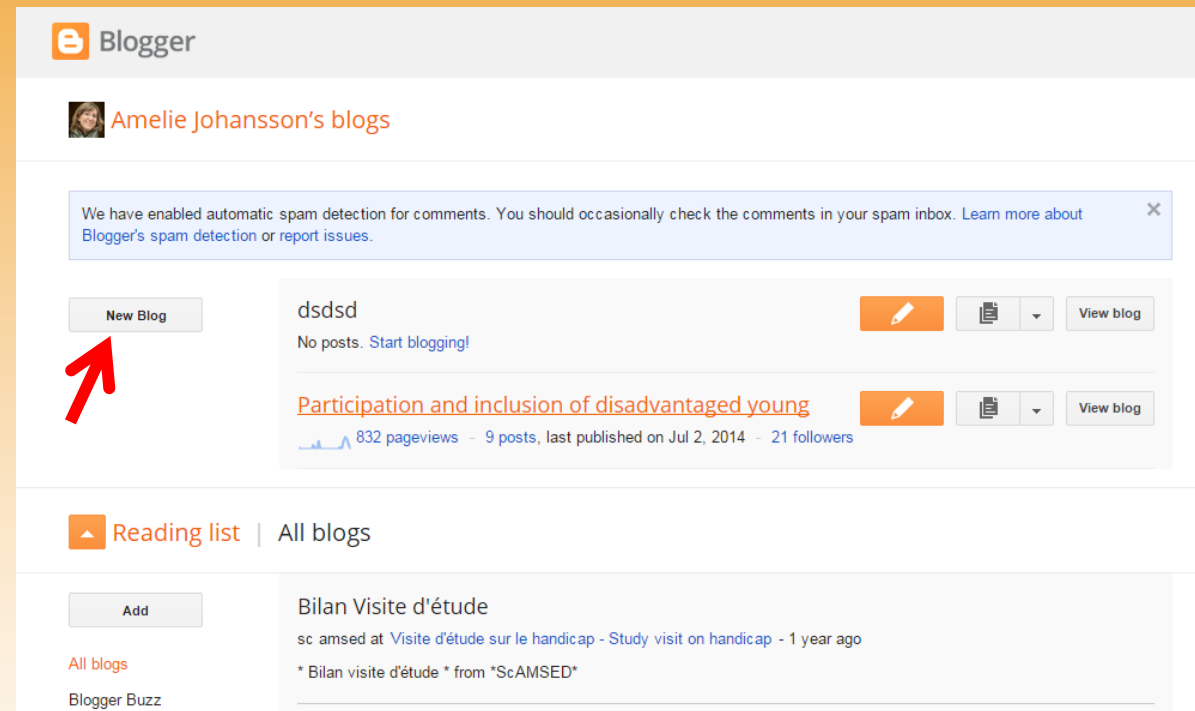 Blogger
Amelie Johansson's blogs
We have enabled automatic spam detection for comments. You should occasionally check the comments in your spam inbox. Learn more about
Blogger's spam detection or report issues.
New Blog
dsdsd
View blog
No posts. Start blogging!
Participation and inclusion of disadvantaged young
View blog
832 pageviews - 9 posts, last published on Jul 2, 2014 - 21 followers
Reading list | All blogs
Add
Bilan Visite d'étude
sc amsed at Visite d'étude sur le handicap - Study visit on handicap - 1 year ago
All blogs
* Bilan visite d'étude * from *ScAMSED*
Blogger Buzz